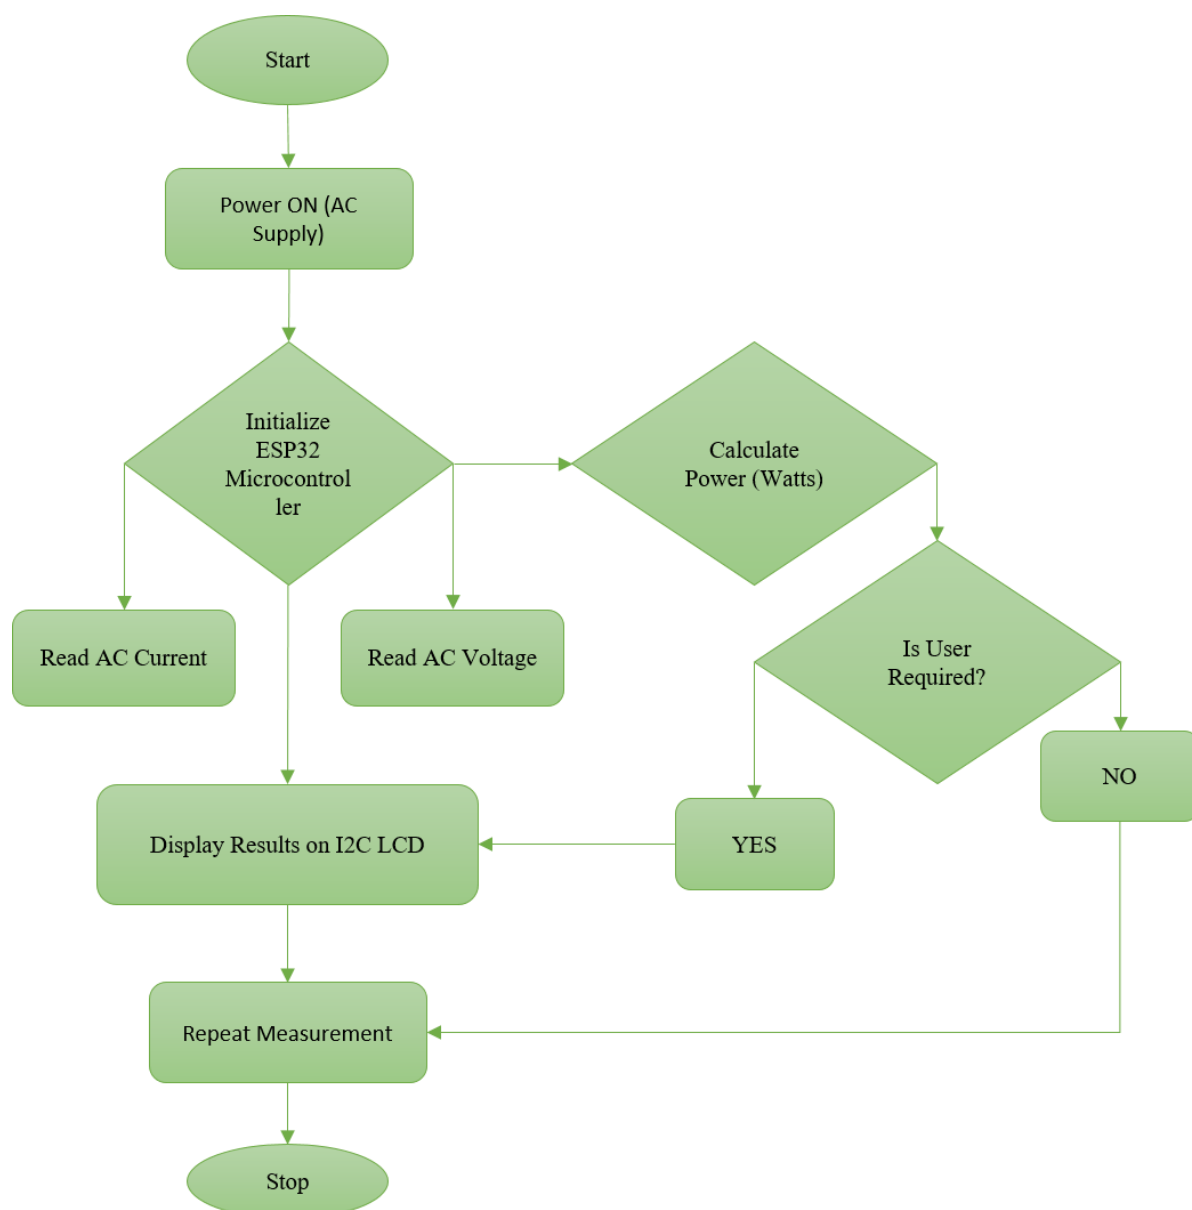 Start
Power ON (AC
Supply)
Initialize
ESP32
Microcontrol
ler
Calculate
Power (Watts)
Read AC Current
Read AC Voltage
Is User
Required?
NO
YES
Display Results on I2C LCD
Repeat Measurement
Stop